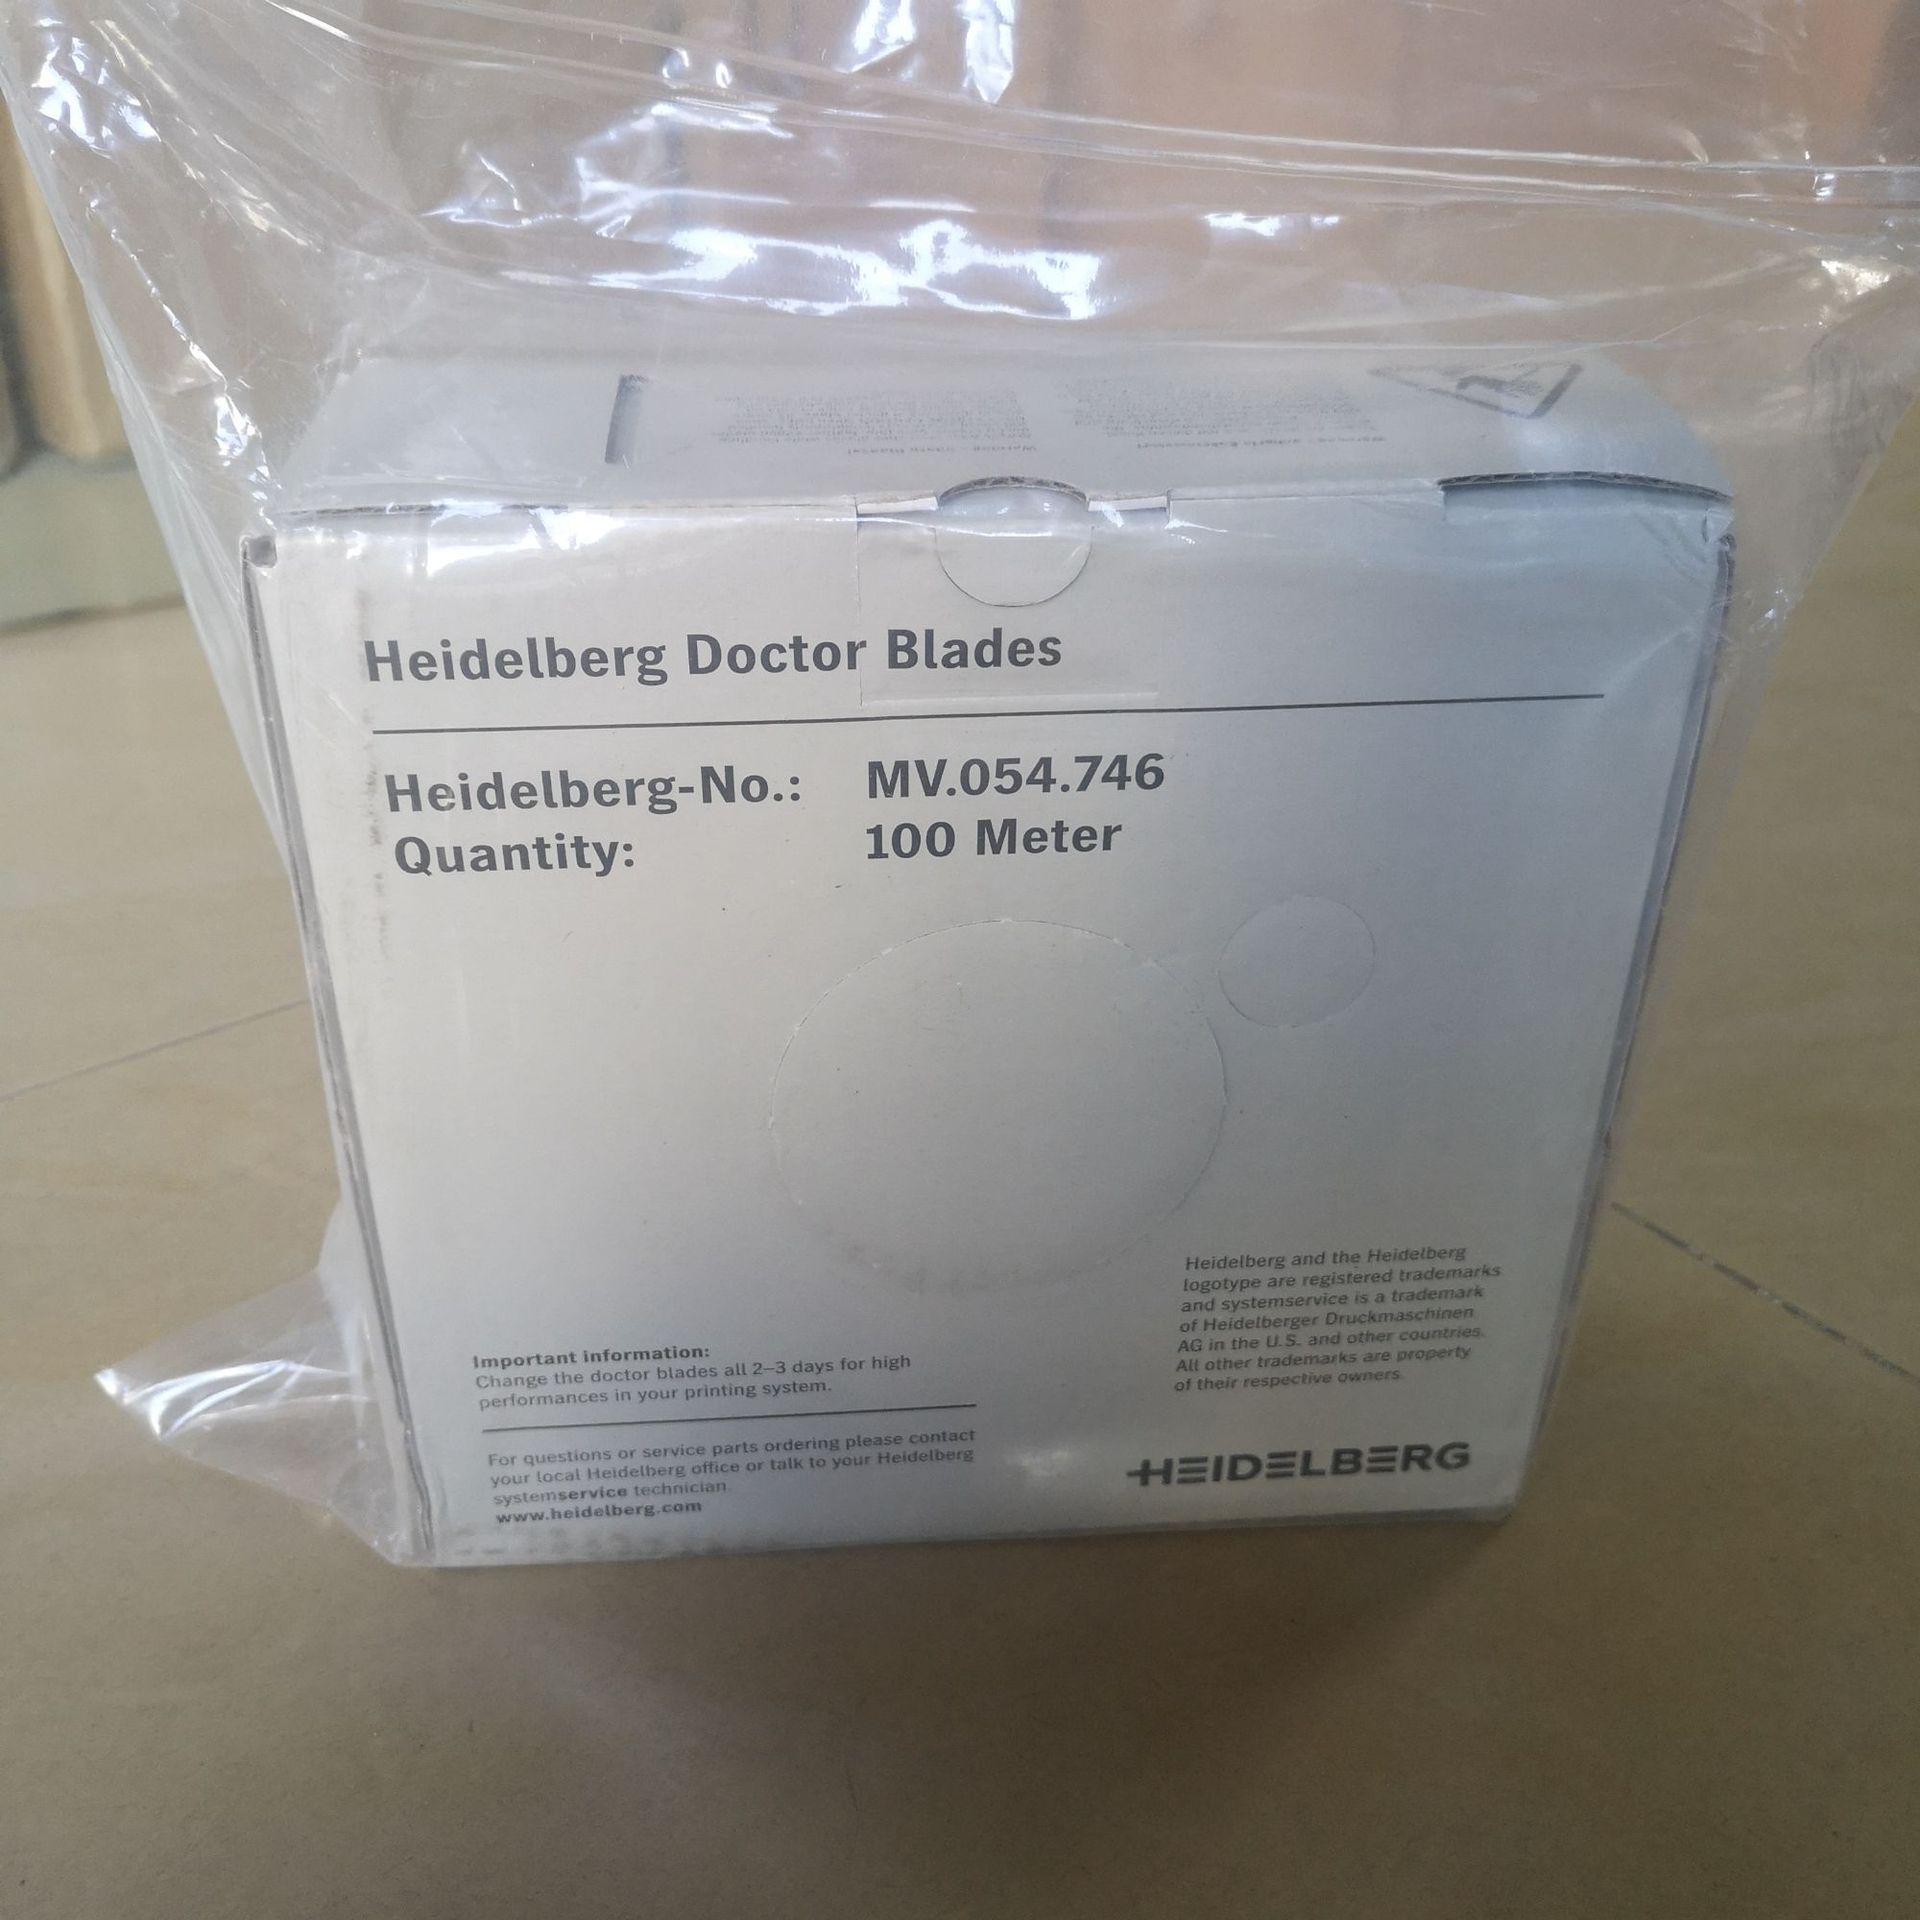 Heidelberg Doctor Blades
Heidelberg-No.: MV.054.746
Quantity: 100 Meter
Heidelberg and the Heidelberg
logotype are registered trademarks
and systemservice is a trademark
of Heidelberger Druckmaschinen
AG in the U.S. and other countries.
All other trademarks are property
of their respective owners.
Important information:
Change the doctor blades all 2–3 days for high
performances in your printing system.
For questions or service parts ordering please contact
your local Heidelberg office or talk to your Heidelberg
systemservice technician.
www.heidelberg.com
HEIDELBERG